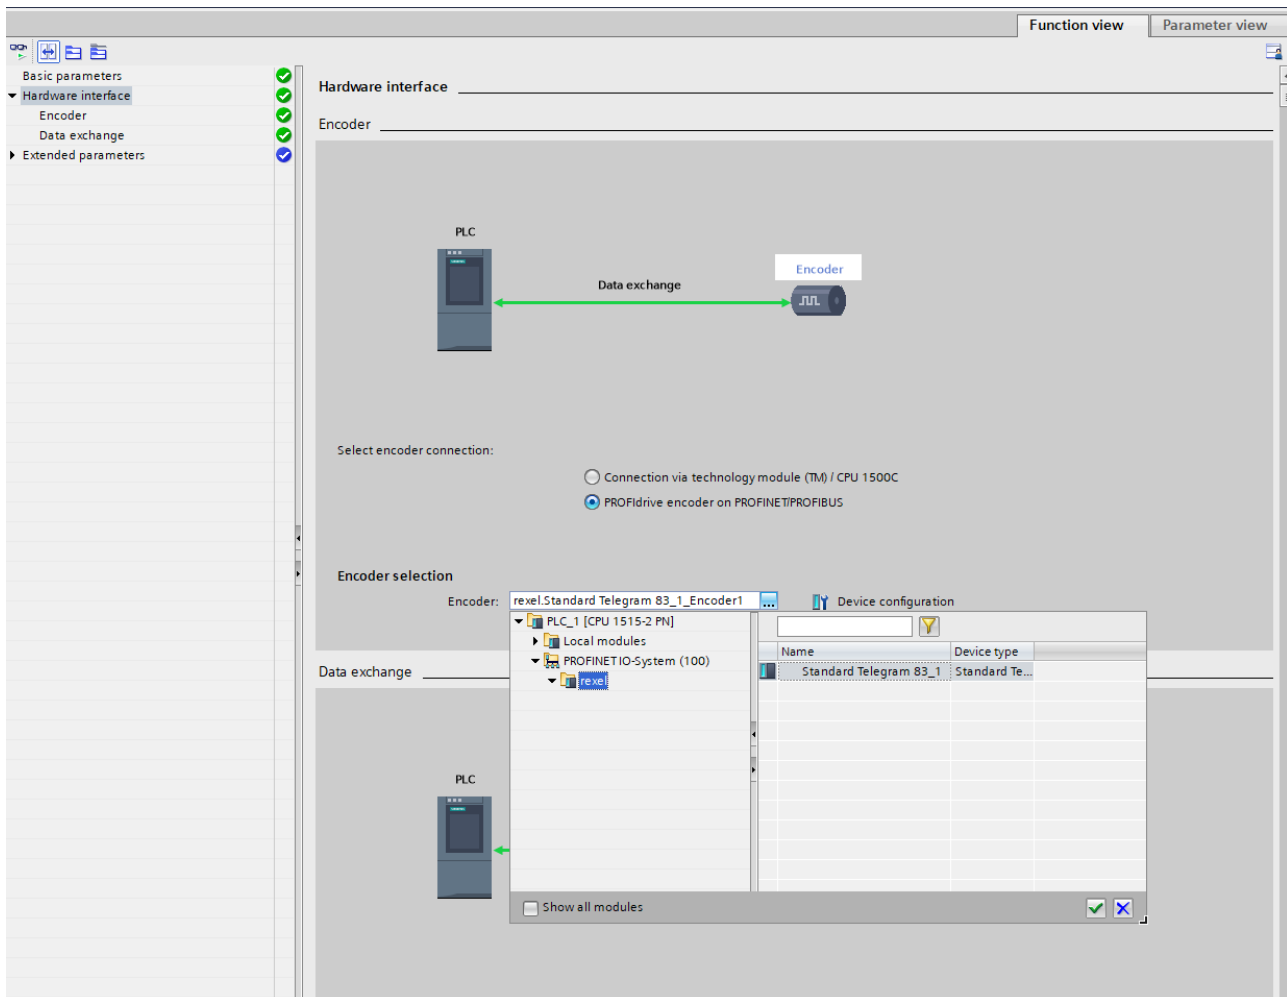 Function view
Parameter view
Basic parameters
Hardware interface
Encoder
Data exchange
Extended parameters
Hardware interface
Encoder
PLC
Data exchange
Encoder
Select encoder connection:
Connection via technology module (TM) / CPU 1500C
PROFIdrive encoder on PROFINET/PROFIBUS
Encoder selection
Encoder: rexel.Standard Telegram 83_1_Encoder1 ... Device configuration
PLC_1 [CPU 1515-2 PN]
Local modules
PROFINET IO-System (100)
rexel
Name Device type
Standard Telegram 83_1 Standard Te...
Data exchange
PLC
Show all modules